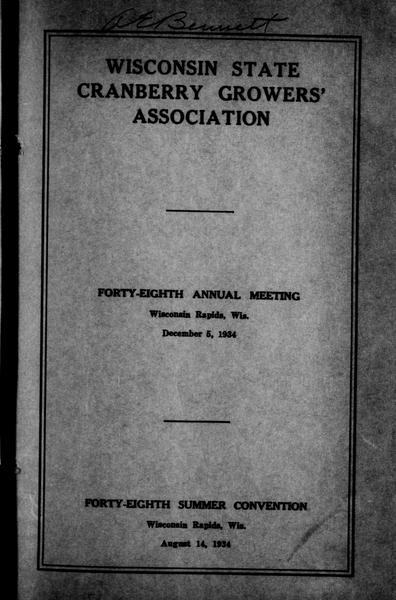 A E Bennett
WISCONSIN STATE
CRANBERRY GROWERS'
ASSOCIATION
FORTY-EIGHTH ANNUAL MEETING
Wisconsin Rapids, Wis.
December 5, 1934
FORTY-EIGHTH SUMMER CONVENTION
Wisconsin Rapids, Wis.
August 14, 1934